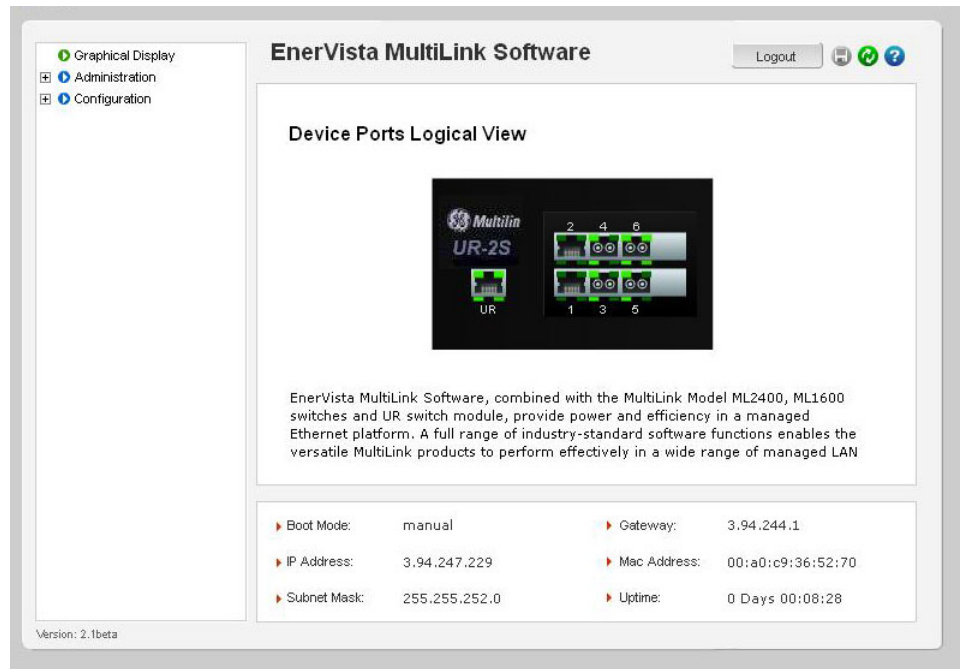 Graphical Display
Administration
Configuration
EnerVista MultiLink Software
Logout
Device Ports Logical View
Multilin
UR-2S
2 4 6
UR
1 3 5
EnerVista MultiLink Software, combined with the MultiLink Model ML2400, ML1600
switches and UR switch module, provide power and efficiency in a managed
Ethernet platform. A full range of industry-standard software functions enables the
versatile MultiLink products to perform effectively in a wide range of managed LAN
Boot Mode: manual Gateway: 3.94.244.1
IP Address: 3.94.247.229 Mac Address: 00:a0:c9:36:52:70
Subnet Mask: 255.255.252.0 Uptime: 0 Days 00:08:28
Version: 2.1beta